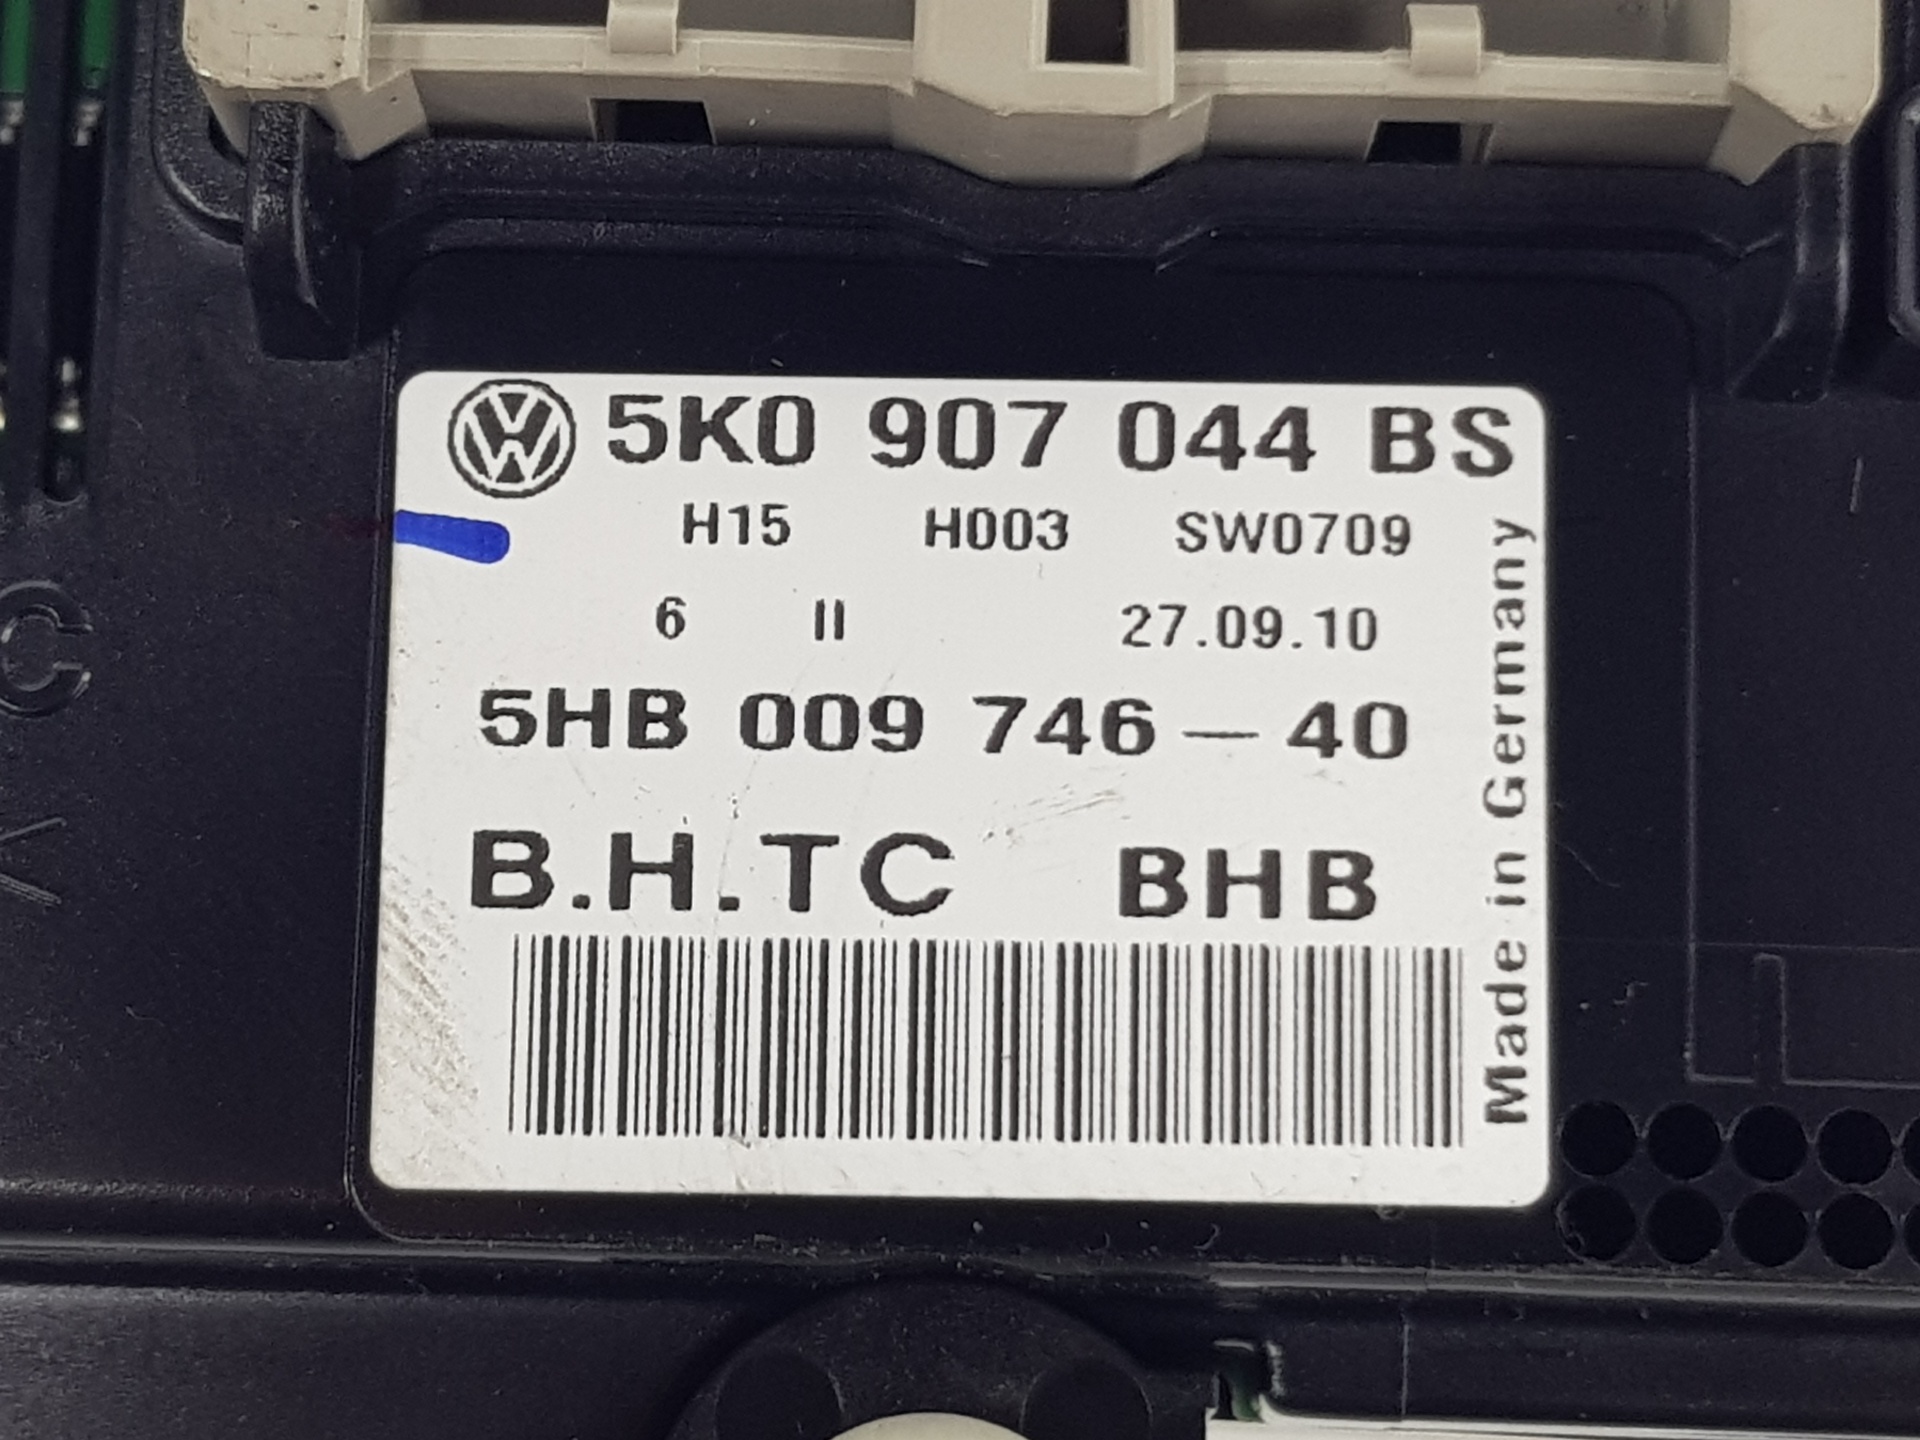 5K0 907 044 BS
H15 H003 SW0709
6 II 27.09.10
5HB 009 746 - 40
B.H.TC BHB
Made in Germany